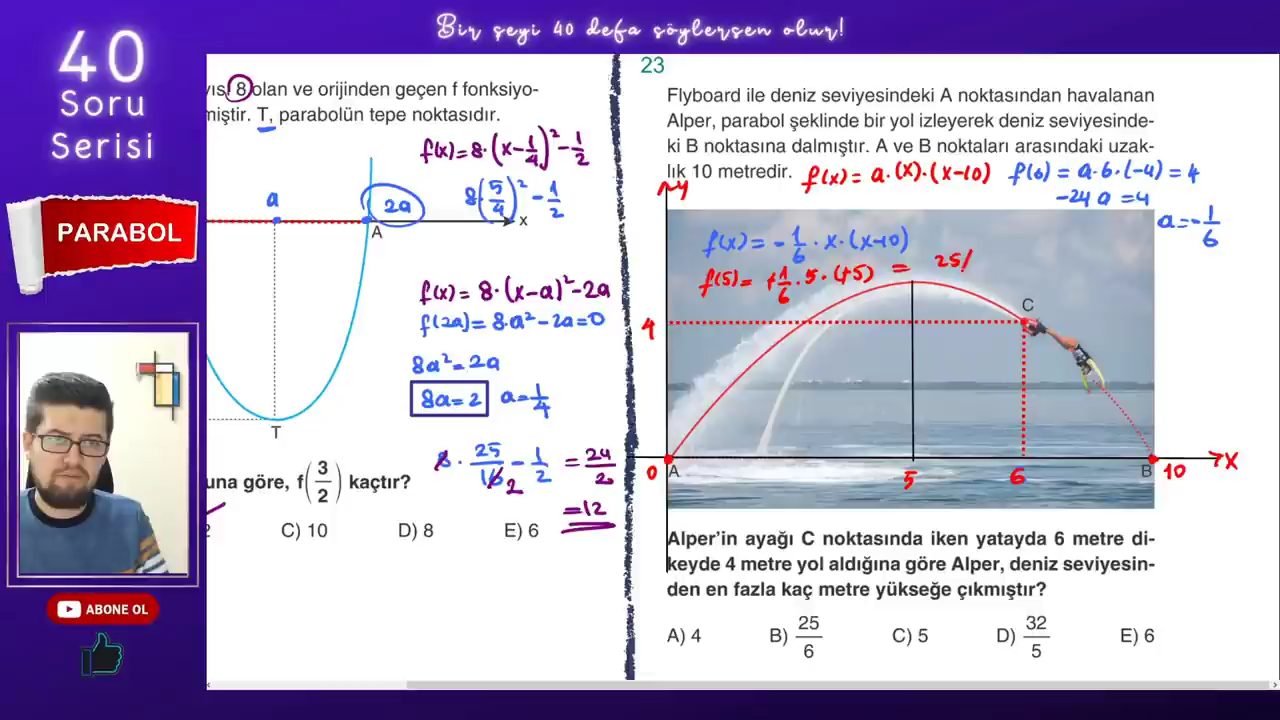 Bir şeyi 40 defa söylersen olur!
40
Soru
Serisi
PARABOL
ABONE OL
8 olan ve orijinden geçen f fonksiyo-
miştir. T, parabolün tepe noktasıdır.
f(x) = 8·(x-1/4)² - 1/2
8(5/4)² - 1/2
a
2a
x
A
f(x) = 8·(x-a)² - 2a
f(2a) = 8·a² - 2a = 0
8a² = 2a
8a = 2
a = 1/4
T
8 · 25/16 - 1/2 = 24/2
2
= 12
una göre, f(3/2) kaçtır?
C) 10
D) 8
E) 6
23
Flyboard ile deniz seviyesindeki A noktasından havalanan
Alper, parabol şeklinde bir yol izleyerek deniz seviyesinde-
ki B noktasına dalmıştır. A ve B noktaları arasındaki uzak-
lık 10 metredir.
f(x) = a·(x)·(x-10)
f(6) = a·6·(-4) = 4
-24a = 4
a = -1/6
y
f(x) = -1/6 · x · (x-10)
f(5) = +1/6 · 5 · (+5) = 25/
C
4
0
A
5
6
B
10
x
Alper'in ayağı C noktasında iken yatayda 6 metre di-
keyde 4 metre yol aldığına göre Alper, deniz seviyesin-
den en fazla kaç metre yükseğe çıkmıştır?
A) 4
B) 25/6
C) 5
D) 32/5
E) 6